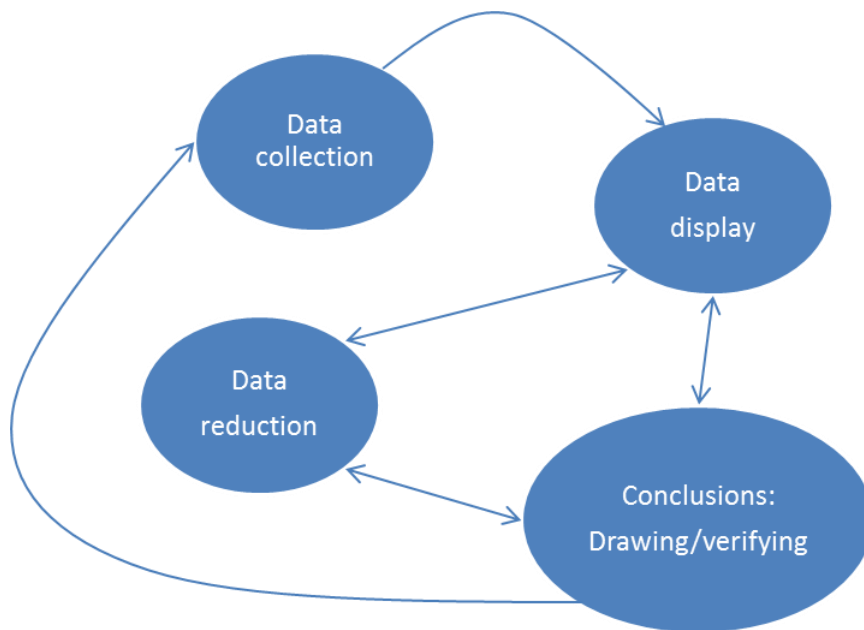 Data
collection
Data
display
Data
reduction
Conclusions:
Drawing/verifying